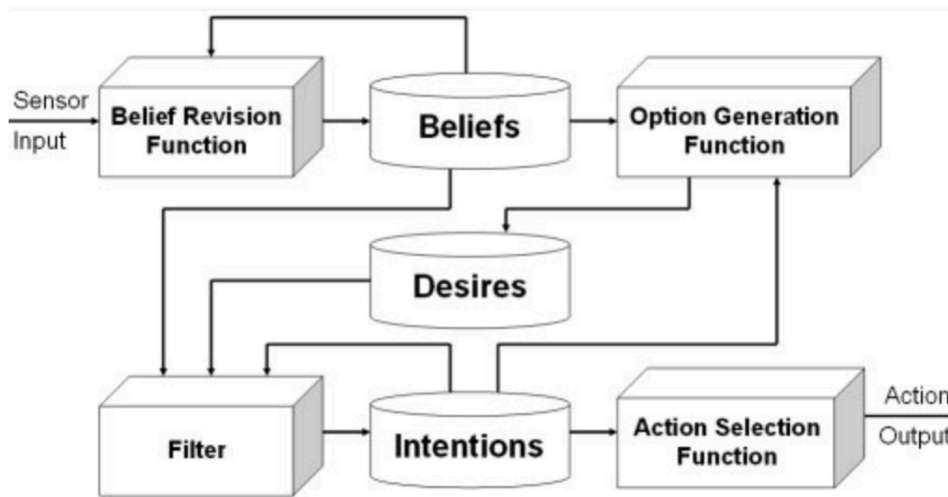 Sensor
Input
Belief Revision
Function
Beliefs
Option Generation
Function
Desires
Filter
Intentions
Action Selection
Function
Action
Output